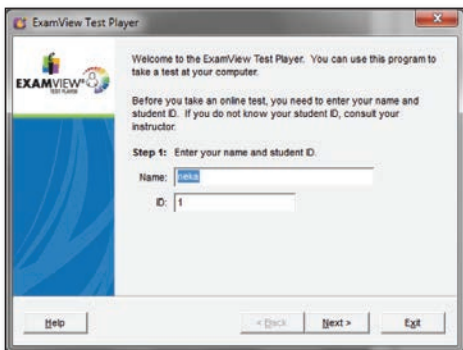 ExamView Test Player
Welcome to the ExamView Test Player. You can use this program to
take a test at your computer.
EXAMVIEW®
TEST PLAYER
Before you take an online test, you need to enter your name and
student ID. If you do not know your student ID, consult your
instructor.
Step 1: Enter your name and student ID.
Name: neka
ID: 1
Help
< Back
Next >
Exit